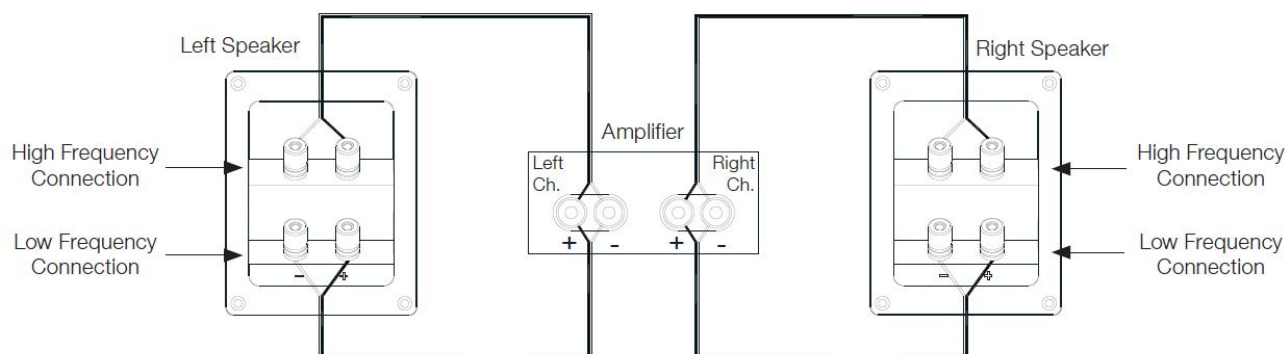 Left Speaker
Right Speaker
Amplifier
High Frequency
Connection
Left
Ch.
Right
Ch.
High Frequency
Connection
Low Frequency
Connection
+ -
+ -
Low Frequency
Connection
- +
- +